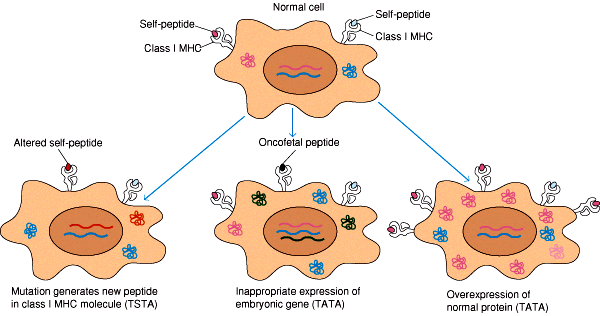 Normal cell
Self-peptide
Class I MHC
Self-peptide
Class I MHC
Altered self-peptide
Oncofetal peptide
Mutation generates new peptide
in class I MHC molecule (TSTA)
Inappropriate expression of
embryonic gene (TATA)
Overexpression of
normal protein (TATA)